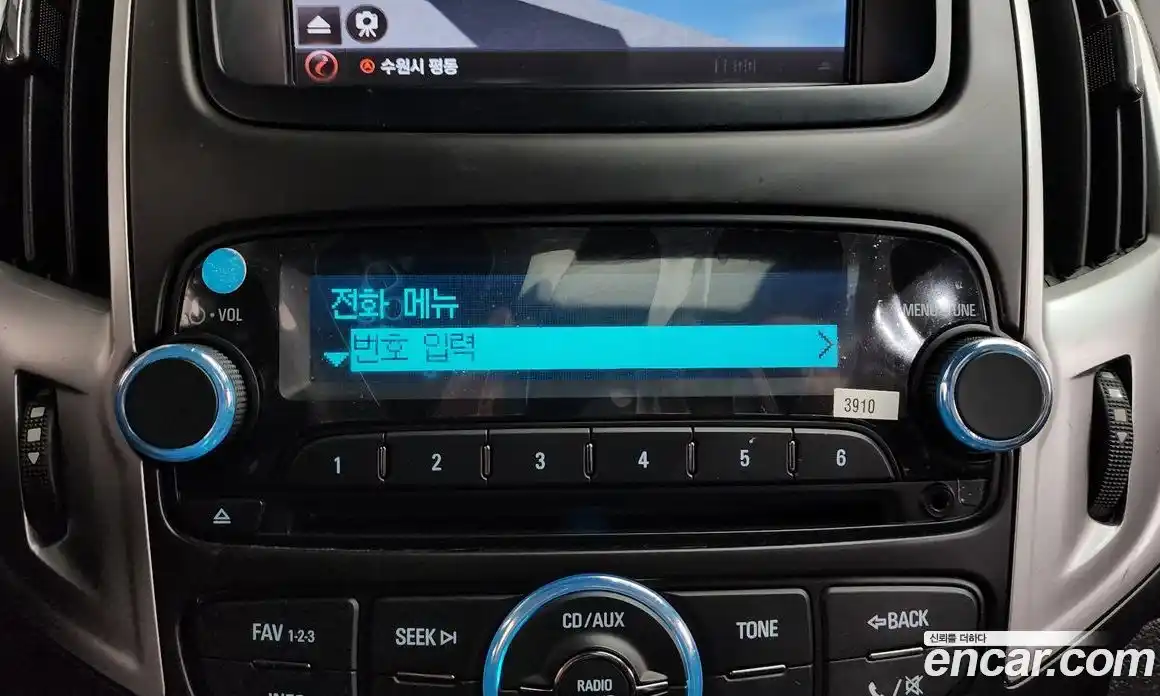 수원시 평동
VOL
MENU TUNE
전화 메뉴
번호 입력
3910
1 2 3 4 5 6
FAV 1-2-3
SEEK
CD/AUX
TONE
BACK
RADIO
신뢰를 더하다
encar.com